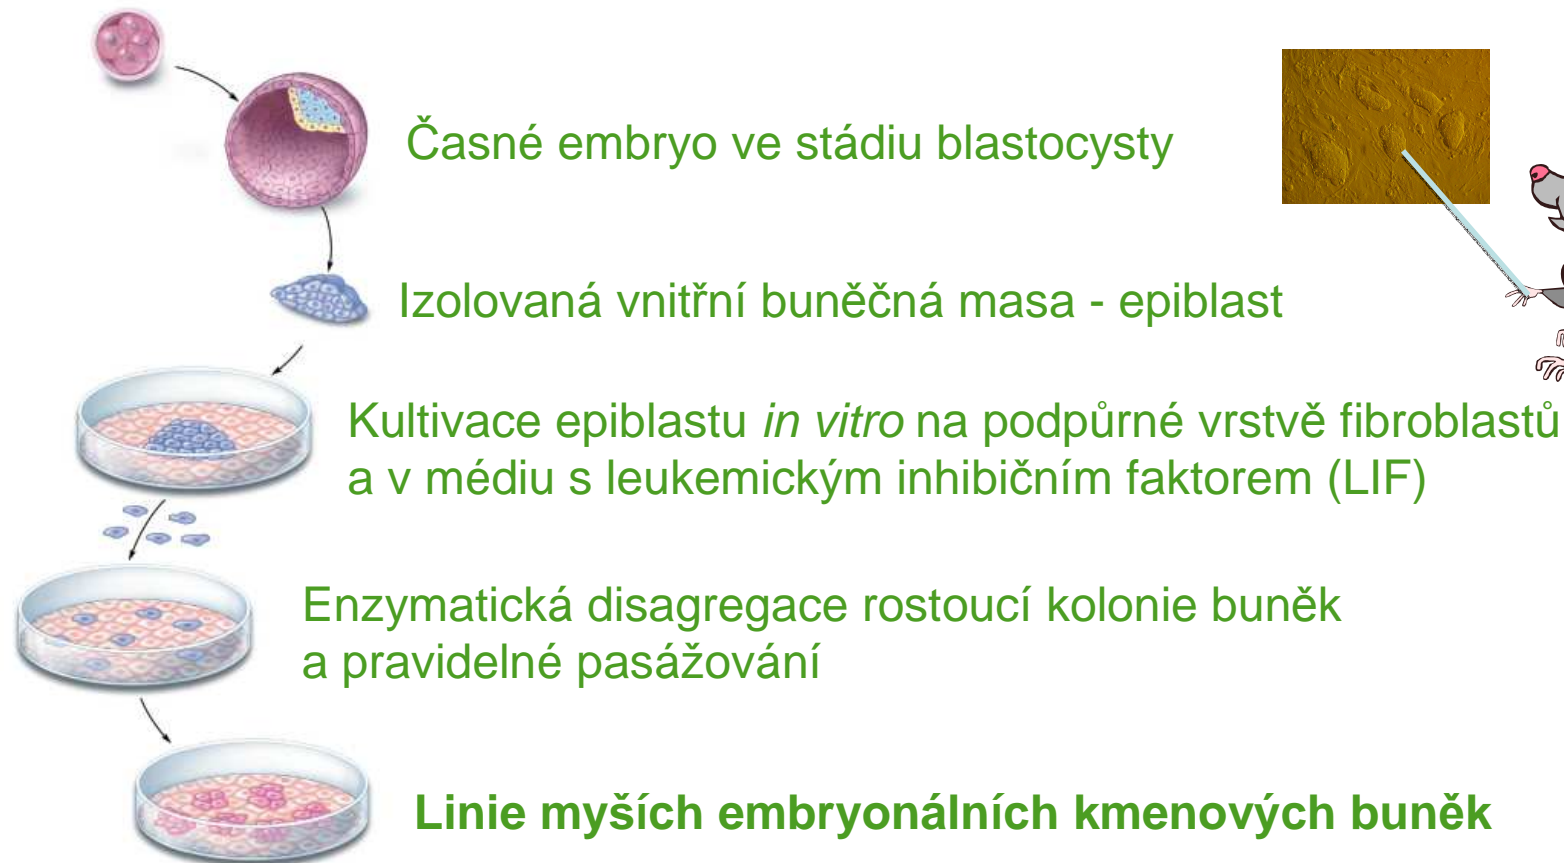 Časné embryo ve stádiu blastocysty
Izolovaná vnitřní buněčná masa - epiblast
Kultivace epiblastu in vitro na podpůrné vrstvě fibroblastů
a v médiu s leukemickým inhibičním faktorem (LIF)
Enzymatická disagregace rostoucí kolonie buněk
a pravidelné pasážování
Linie myších embryonálních kmenových buněk